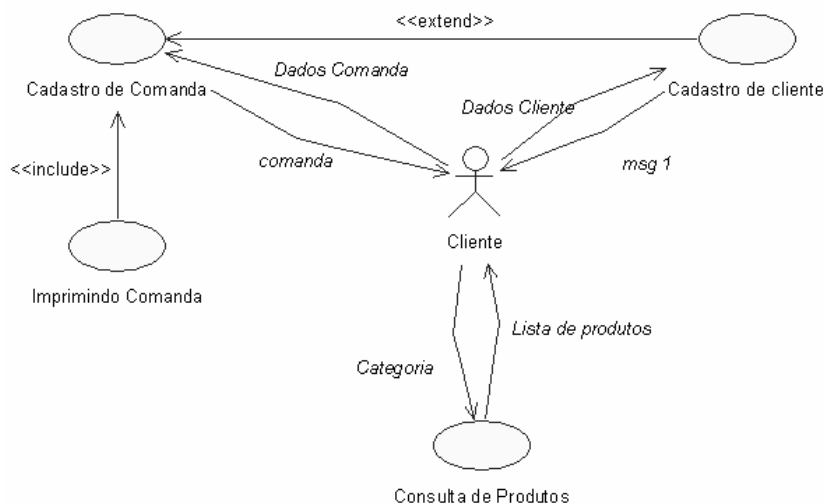 <<extend>>
Dados Comanda
Cadastro de Comanda
Dados Cliente
Cadastro de cliente
<<include>>
comanda
msg 1
Cliente
Imprimindo Comanda
Lista de produtos
Categoria
Consulta de Produtos